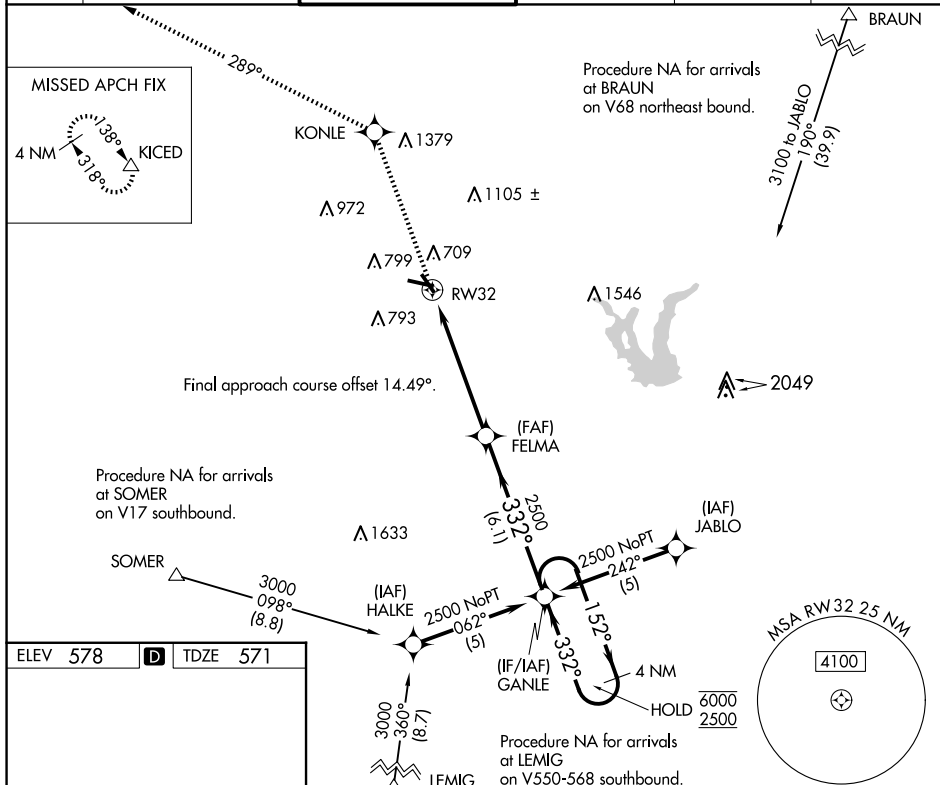 BRAUN
289°
Procedure NA for arrivals
at BRAUN
on V68 northeast bound.
3100 to JABLO
190°
(39.9)
MISSED APCH FIX
4 NM
138°
318°
KICED
KONLE
1379
1105 ±
972
799
709
RW32
793
1546
2049
Final approach course offset 14.49°.
(FAF)
FELMA
Procedure NA for arrivals
at SOMER
on V17 southbound.
2500
332°
(6.1)
(IAF)
JABLO
1633
SOMER
3000
098°
(8.8)
(IAF)
HALKE
2500 NoPT
062°
(5)
2500 NoPT
242°
(5)
(IF/IAF)
GANLE
152°
332°
4 NM
HOLD
6000
2500
MSA RW32 25 NM
4100
ELEV 578 D TDZE 571
3000
360°
(8.7)
LEMIG
Procedure NA for arrivals
at LEMIG
on V550-568 southbound.